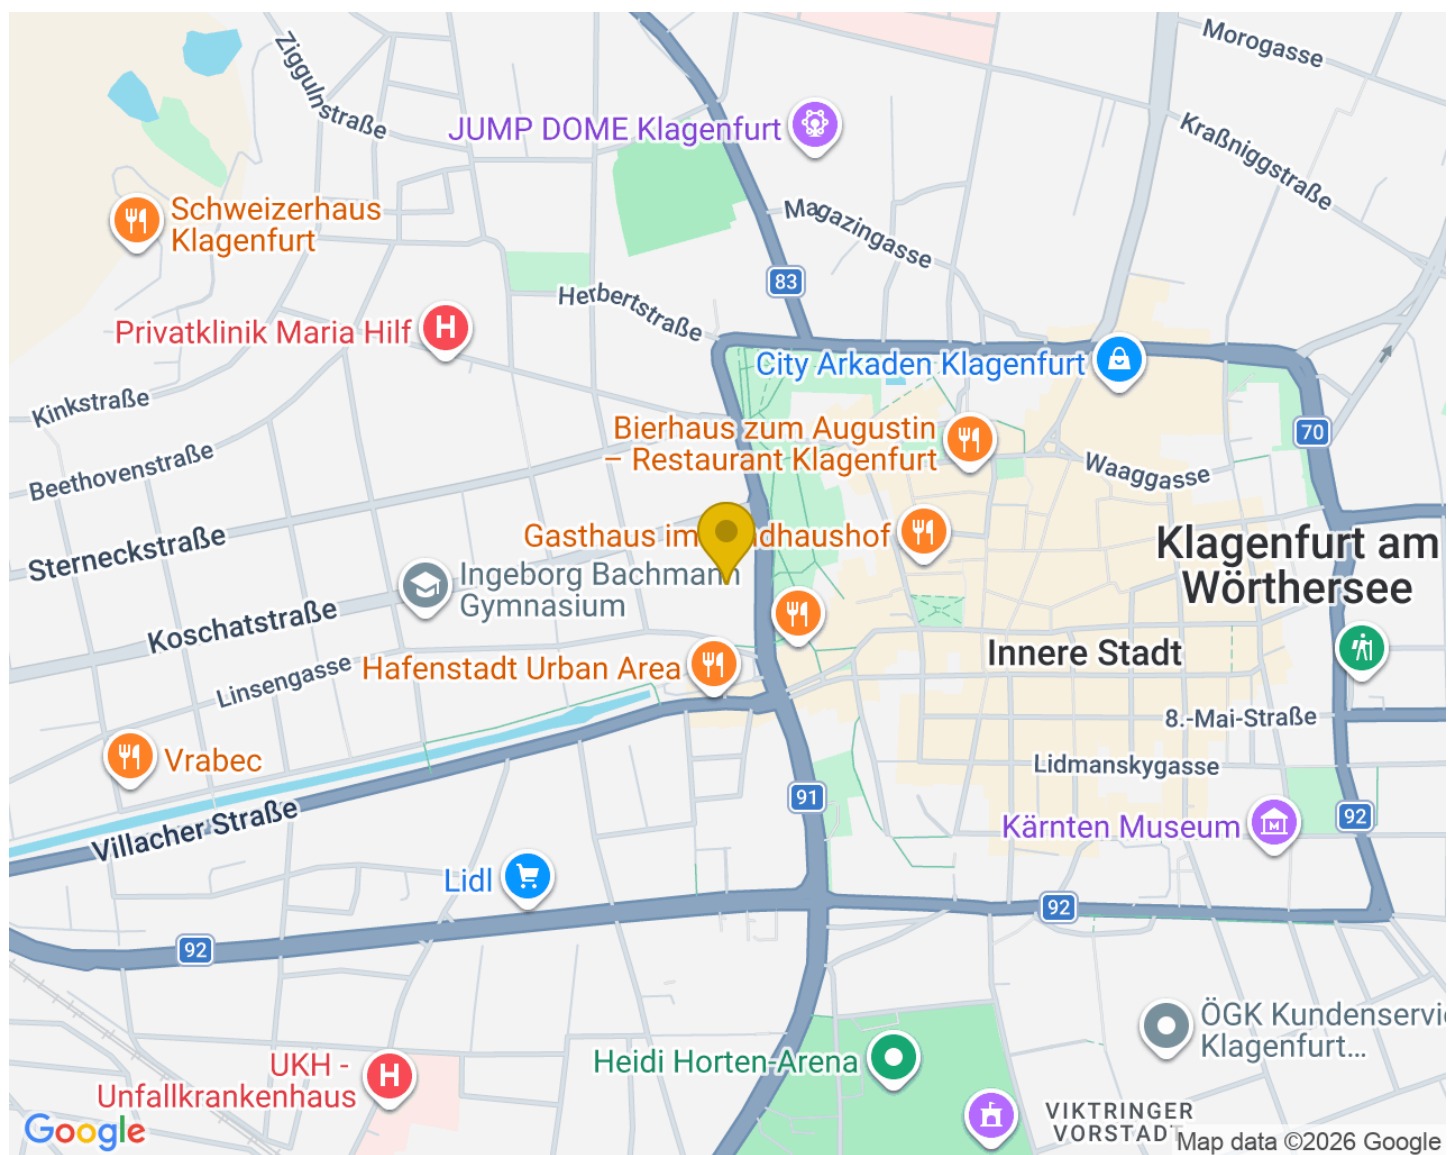 Morogasse
Ziggulnstraße
JUMP DOME Klagenfurt
Kraßniggstraße
Schweizerhaus
Klagenfurt
Magazingasse
83
Herbertstraße
Privatklinik Maria Hilf
City Arkaden Klagenfurt
Kinkstraße
70
Bierhaus zum Augustin
– Restaurant Klagenfurt
Waaggasse
Beethovenstraße
Sterneckstraße
Gasthaus im
dhaushof
Klagenfurt am
Wörthersee
Ingeborg Bachmann
Gymnasium
Koschatstraße
Innere Stadt
Hafenstadt Urban Area
Linsengasse
8.-Mai-Straße
Vrabec
Lidmanskygasse
91
92
Villacher Straße
Kärnten Museum
Lidl
92
92
ÖGK Kundenservi
Klagenfurt...
Heidi Horten-Arena
UKH -
Unfallkrankenhaus
VIKTRINGER
VORSTADT
Google
Map data ©2026 Google